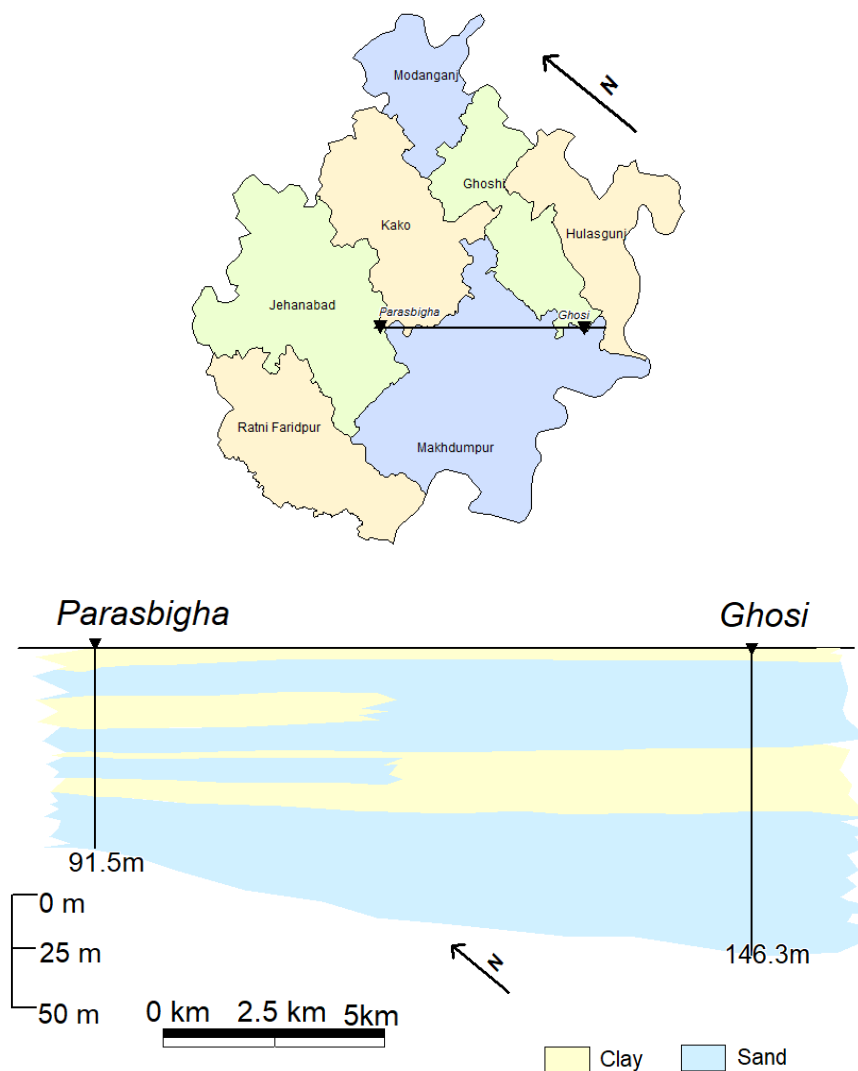 Modanganj
N
Ghoshi
Kako
Hulasgunj
Jehanabad
Parasbigha
Ghosi
Ratni Faridpur
Makhdumpur
Parasbigha
Ghosi
91.5m
146.3m
0 m
25 m
50 m
N
0 km 2.5 km 5km
Clay
Sand